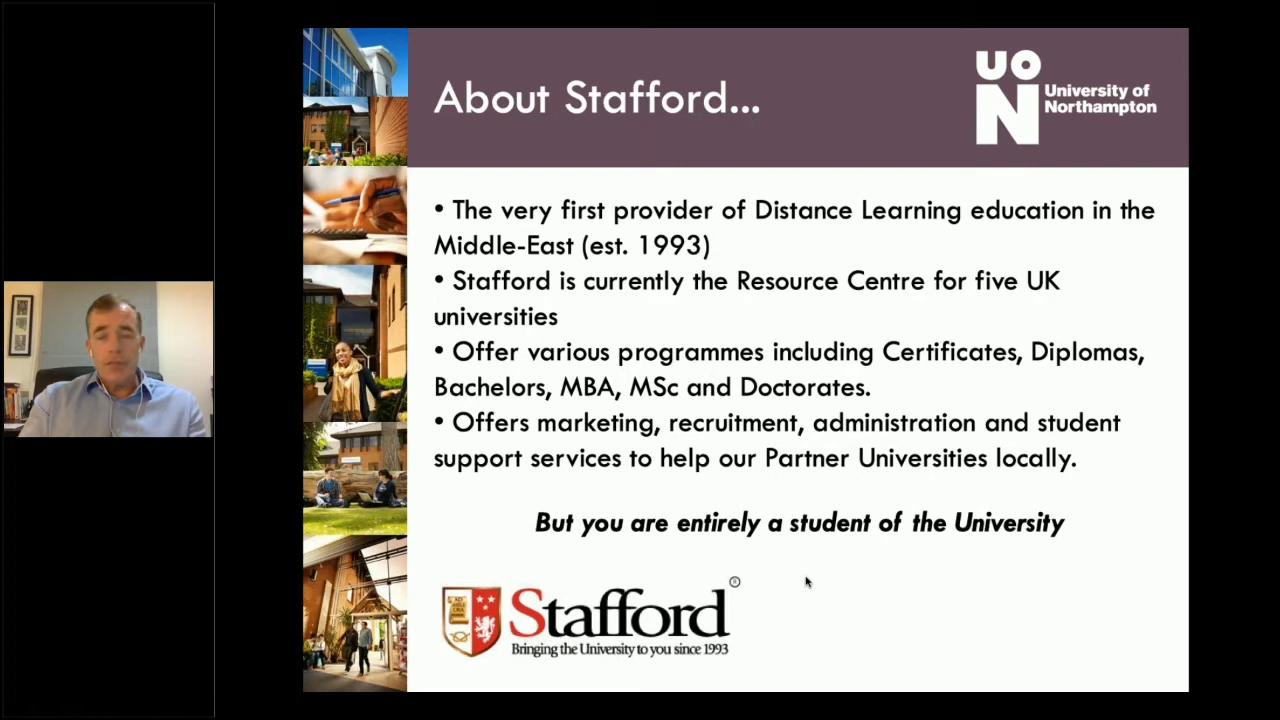 About Stafford...
UON
University of
Northampton
• The very first provider of Distance Learning education in the
Middle-East (est. 1993)
• Stafford is currently the Resource Centre for five UK
universities
• Offer various programmes including Certificates, Diplomas,
Bachelors, MBA, MSc and Doctorates.
• Offers marketing, recruitment, administration and student
support services to help our Partner Universities locally.
But you are entirely a student of the University
Stafford®
Bringing the University to you since 1993